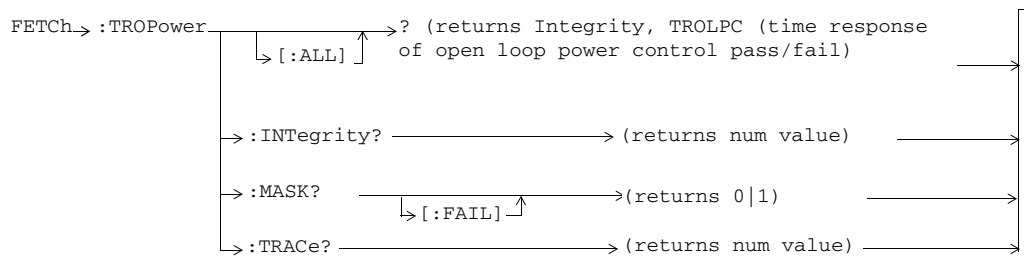 FETCh :TROPower ? (returns Integrity, TROLPC (time response
[:ALL] of open loop power control pass/fail)
:INTegrity? (returns num value)
:MASK? (returns 0|1)
[:FAIL]
:TRACe? (returns num value)